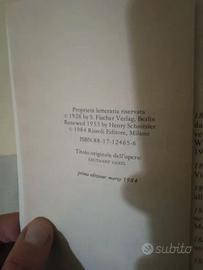 Proprietà letteraria riservata
© 1926 by S. Fischer Verlag, Berlin
Renewed 1953 by Henry Schnitzler
© 1984 Rizzoli Editore, Milano
ISBN 88-17-12465-6
Titolo originale dell'opera:
prima edizione: marzo 1984
subito